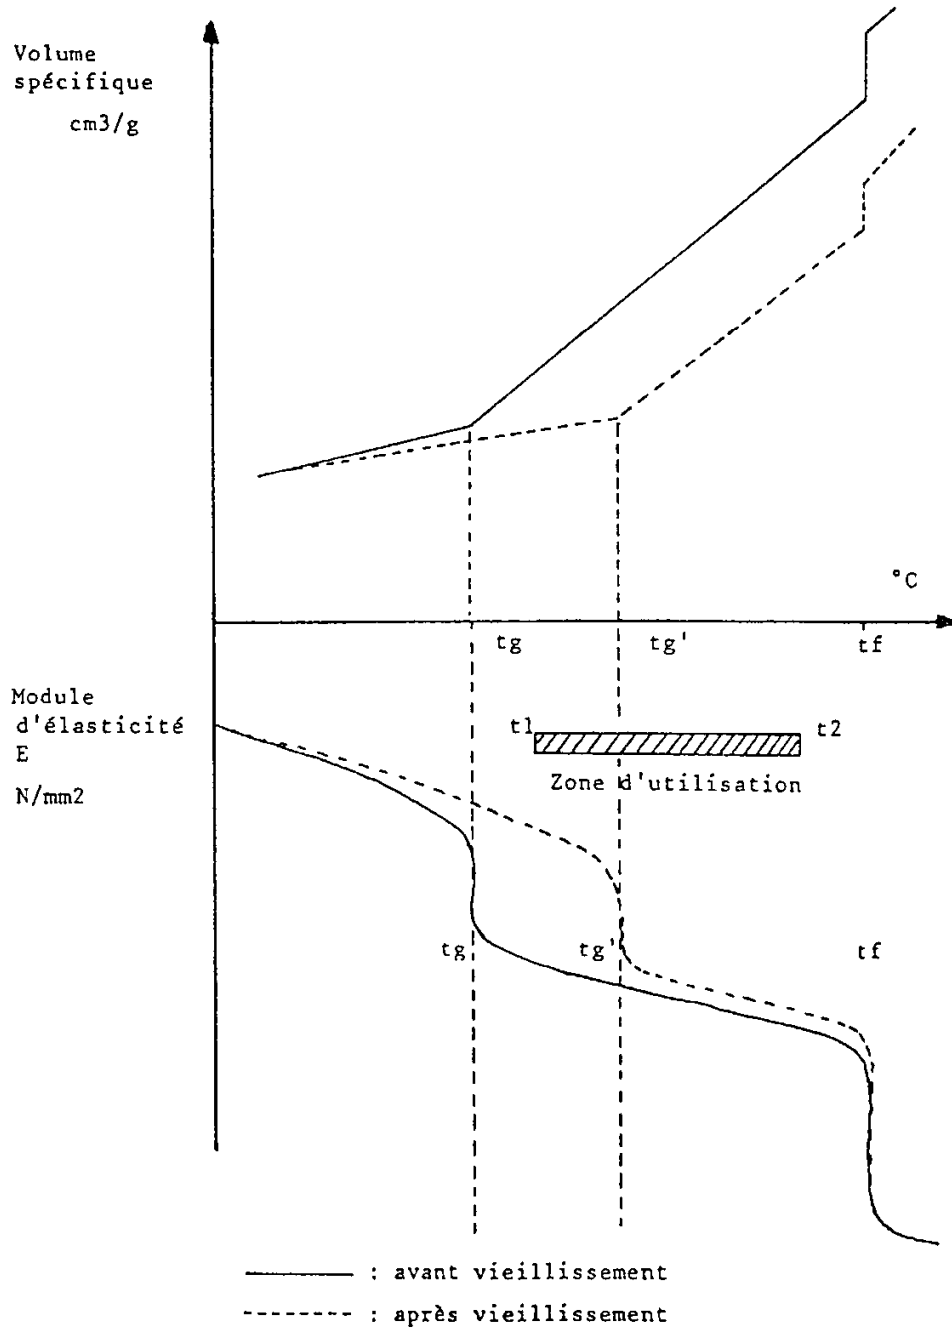 Volume
spécifique
cm3/g
°C
tg
tg'
tf
Module
d'élasticité
E
N/mm2
t1
t2
Zone d'utilisation
tg
tg'
tf
: avant vieillissement
: après vieillissement